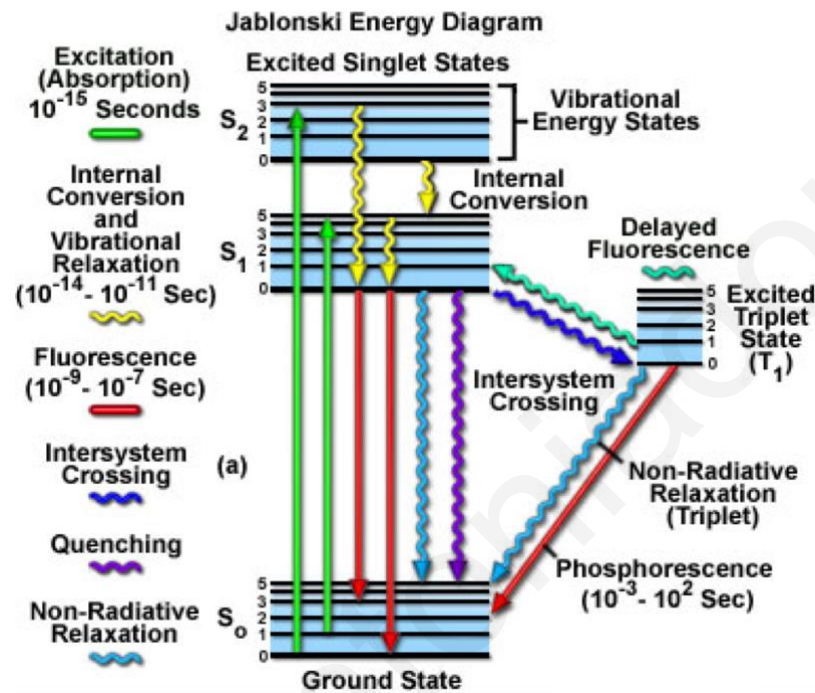 Jablonski Energy Diagram
Excitation
(Absorption)
10⁻¹⁵ Seconds
Internal
Conversion
and
Vibrational
Relaxation
(10⁻¹⁴ - 10⁻¹¹ Sec)
Fluorescence
(10⁻⁹ - 10⁻⁷ Sec)
Intersystem
Crossing
Quenching
Non-Radiative
Relaxation
(a)
Excited Singlet States
S₂
5
3
2
1
0
Vibrational
Energy States
Internal
Conversion
S₁
5
3
2
1
0
Delayed
Fluorescence
5
3
2
1
0
Excited
Triplet
State
(T₁)
Intersystem
Crossing
Non-Radiative
Relaxation
(Triplet)
Phosphorescence
(10⁻³ - 10² Sec)
Sₒ
5
3
2
1
0
Ground State